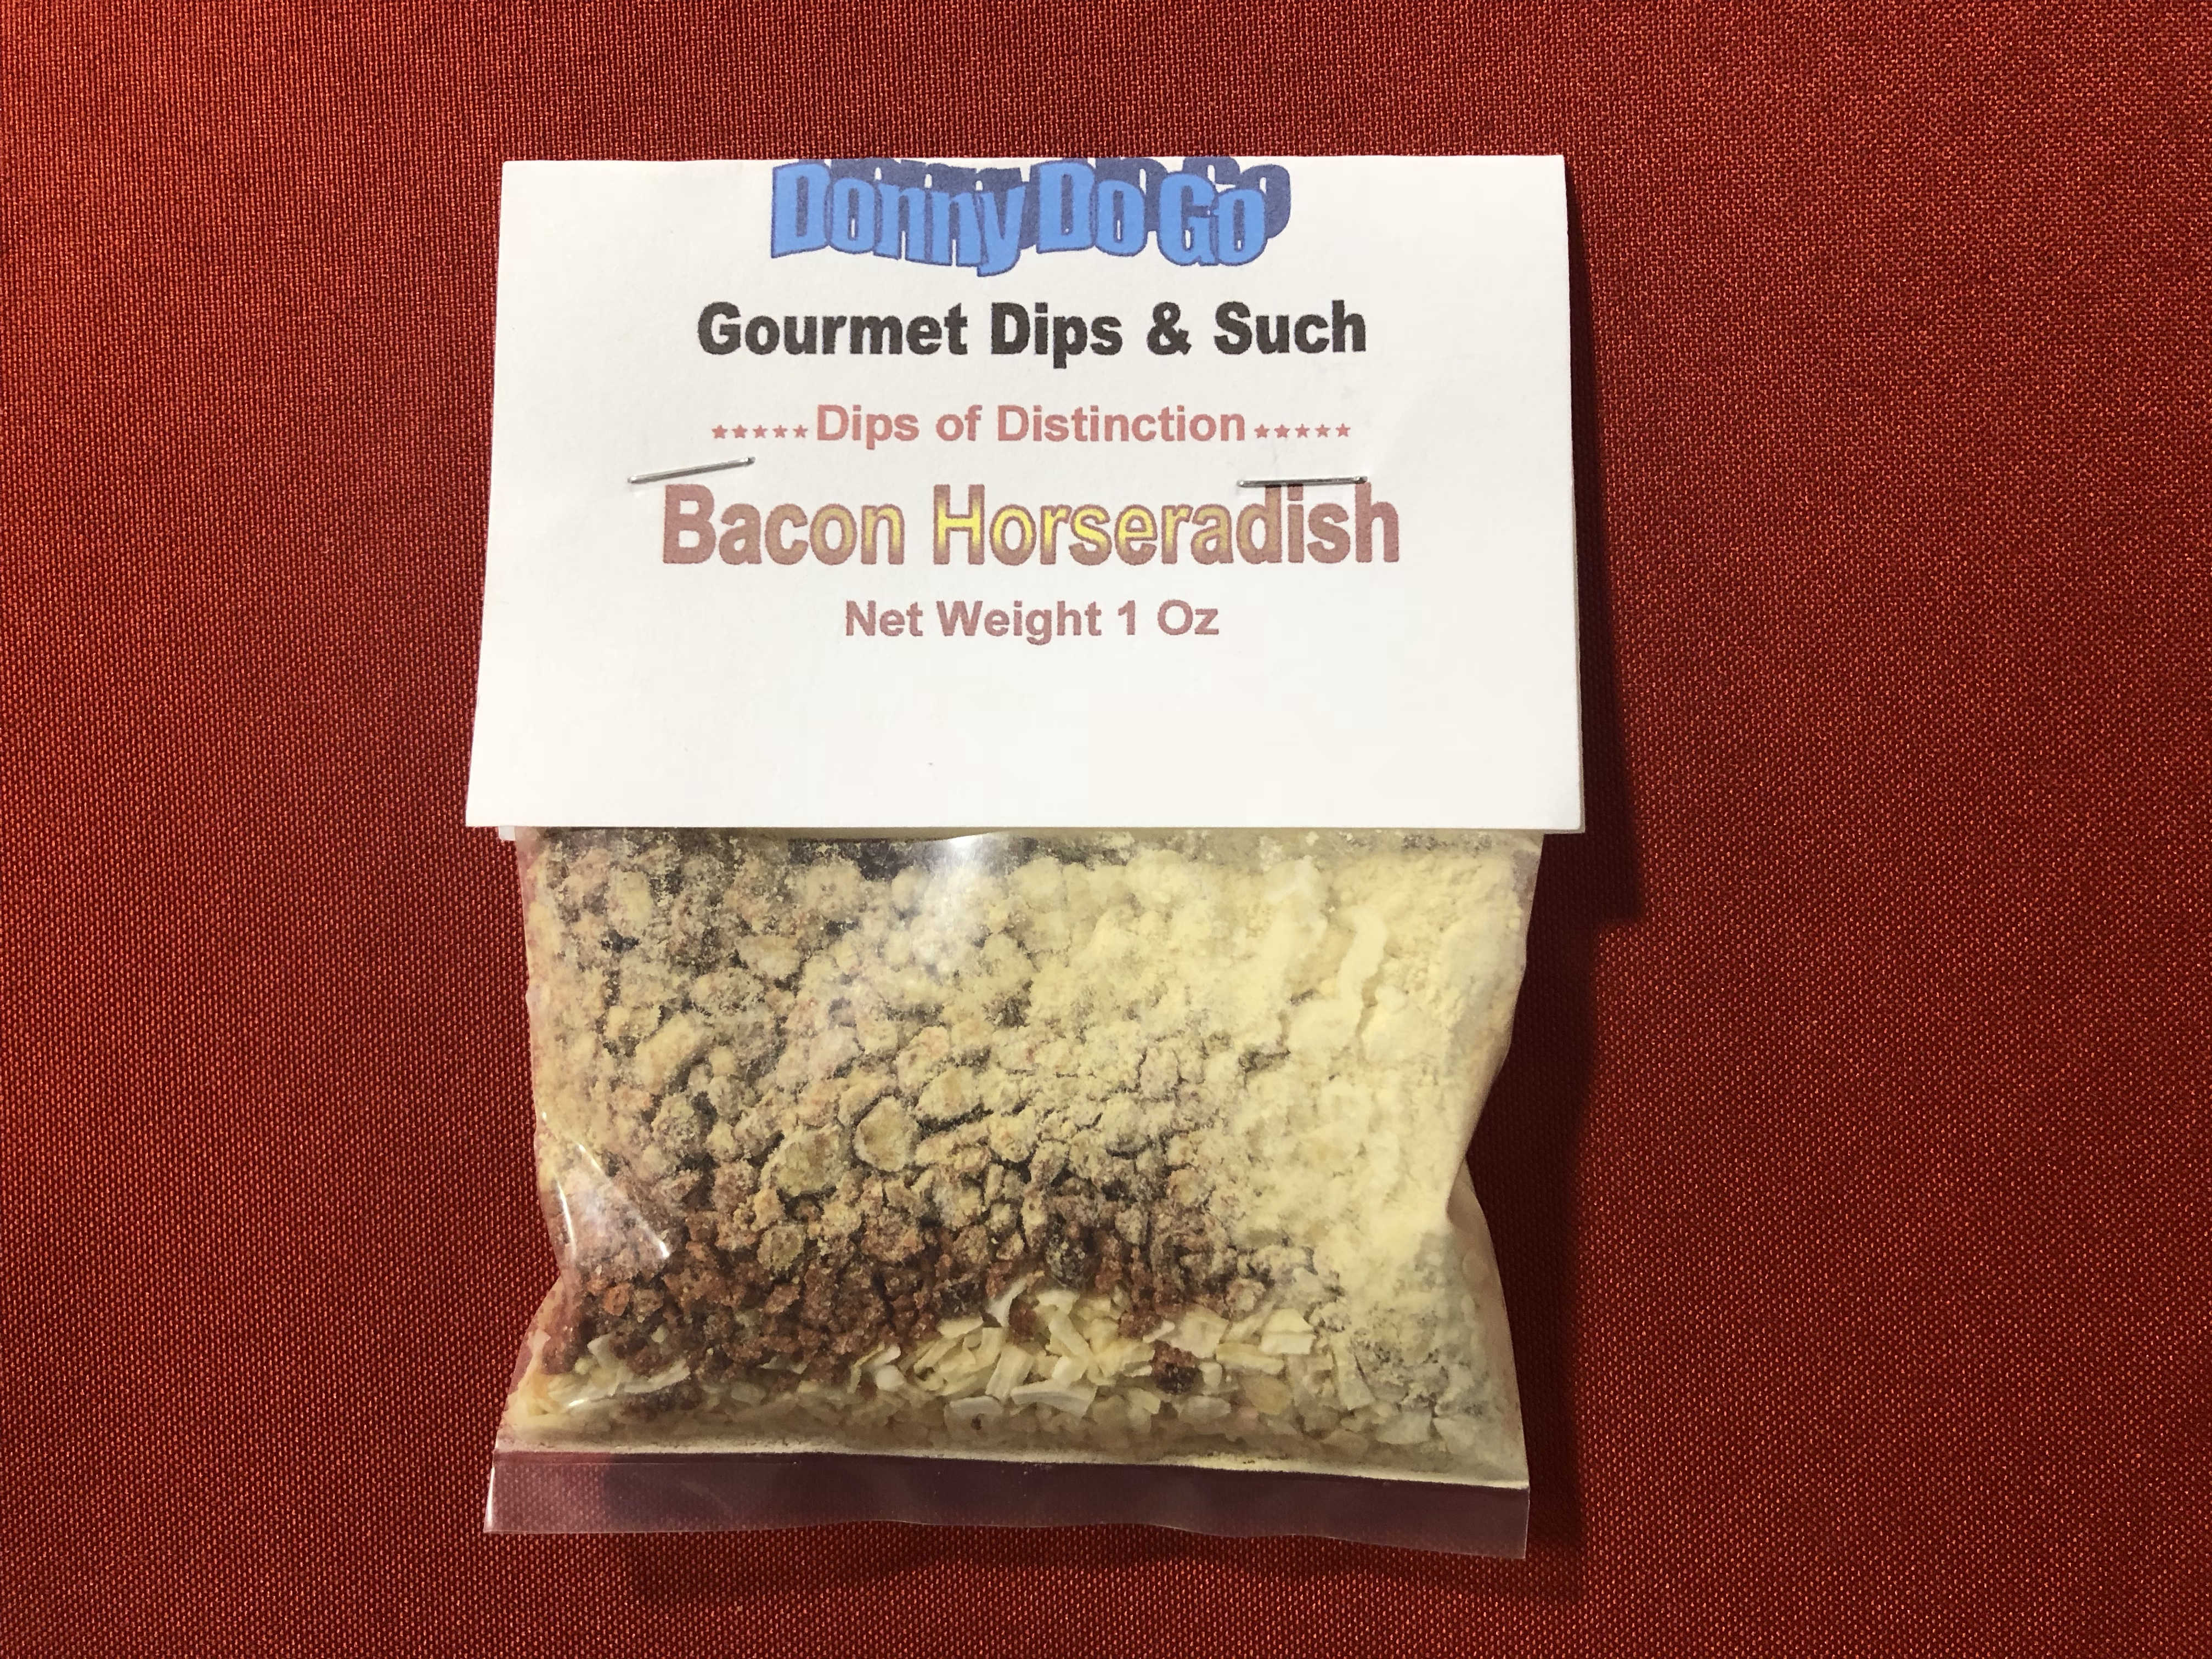 Donny Do Go
Gourmet Dips & Such
*****Dips of Distinction*****
Bacon Horseradish
Net Weight 1 Oz